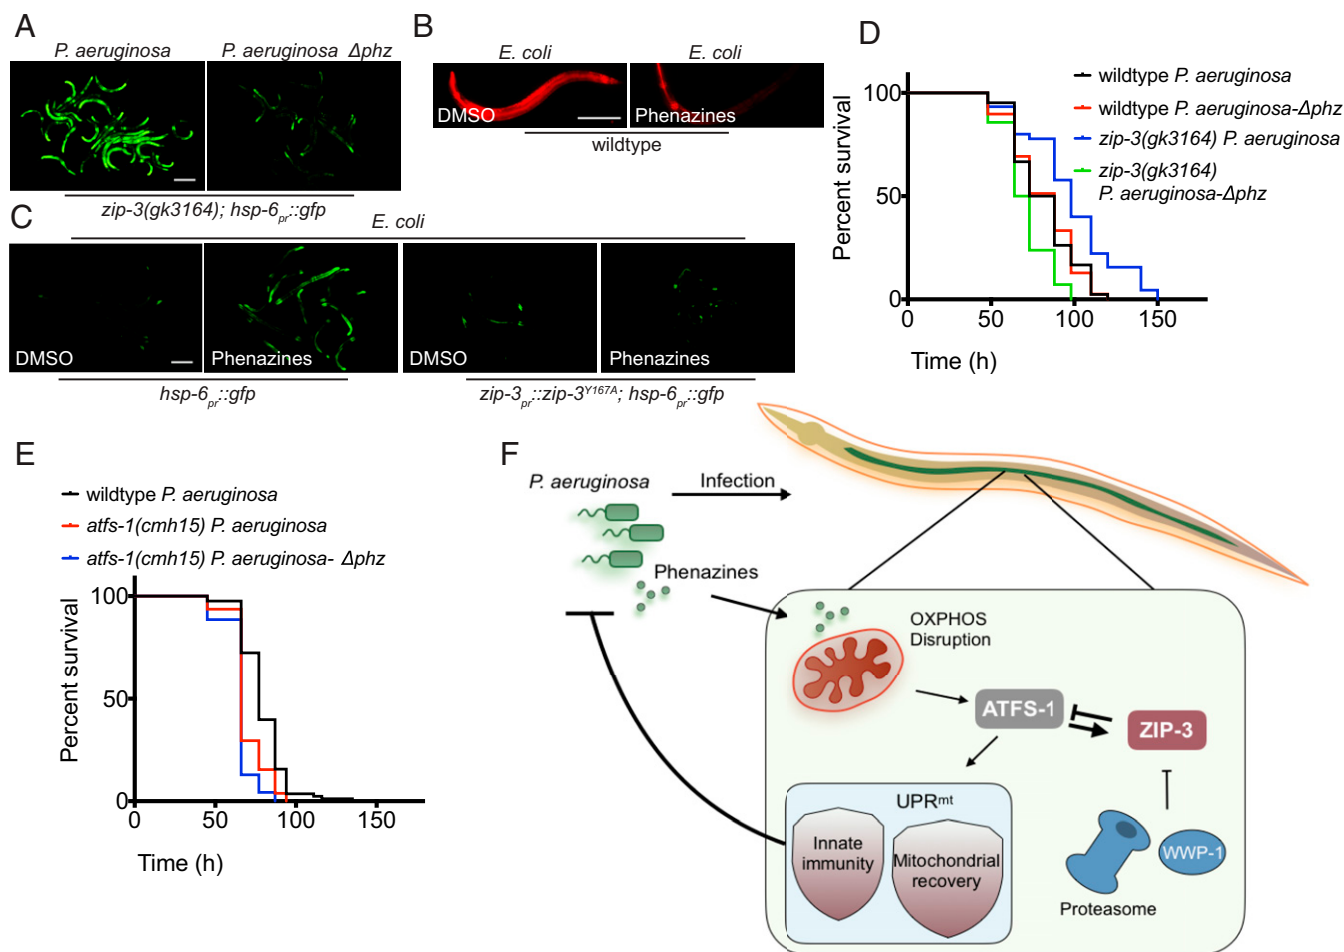 A
P. aeruginosa
P. aeruginosa Δphz
zip-3(gk3164); hsp-6pr::gfp
B
E. coli
E. coli
DMSO
Phenazines
wildtype
C
E. coli
DMSO
Phenazines
DMSO
Phenazines
hsp-6pr::gfp
zip-3pr::zip-3Y167A; hsp-6pr::gfp
D
wildtype P. aeruginosa
wildtype P. aeruginosa-Δphz
zip-3(gk3164) P. aeruginosa
zip-3(gk3164)
P. aeruginosa-Δphz
Percent survival
100
50
0
0
50
100
150
Time (h)
E
wildtype P. aeruginosa
atfs-1(cmh15) P. aeruginosa
atfs-1(cmh15) P. aeruginosa- Δphz
Percent survival
100
50
0
0
50
100
150
Time (h)
F
P. aeruginosa
Infection
Phenazines
OXPHOS
Disruption
ATFS-1
ZIP-3
UPRmt
Innate
immunity
Mitochondrial
recovery
WWP-1
Proteasome